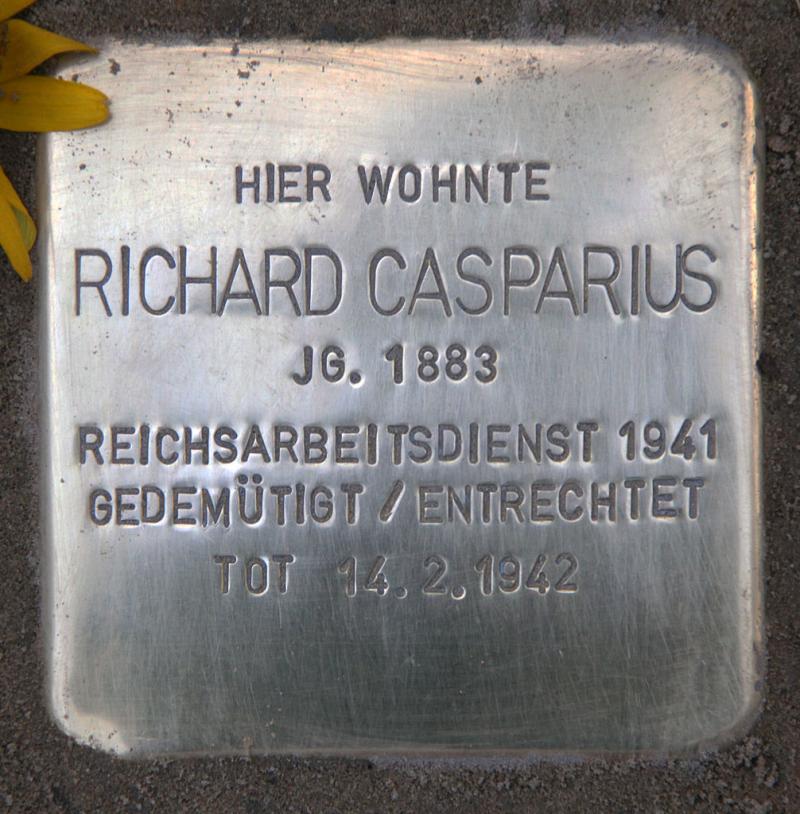 HIER WOHNTE
RICHARD CASPARIUS
JG. 1883
REICHSARBEITSDIENST 1941
GEDEMÜTIGT / ENTRECHTET
TOT 14.2.1942